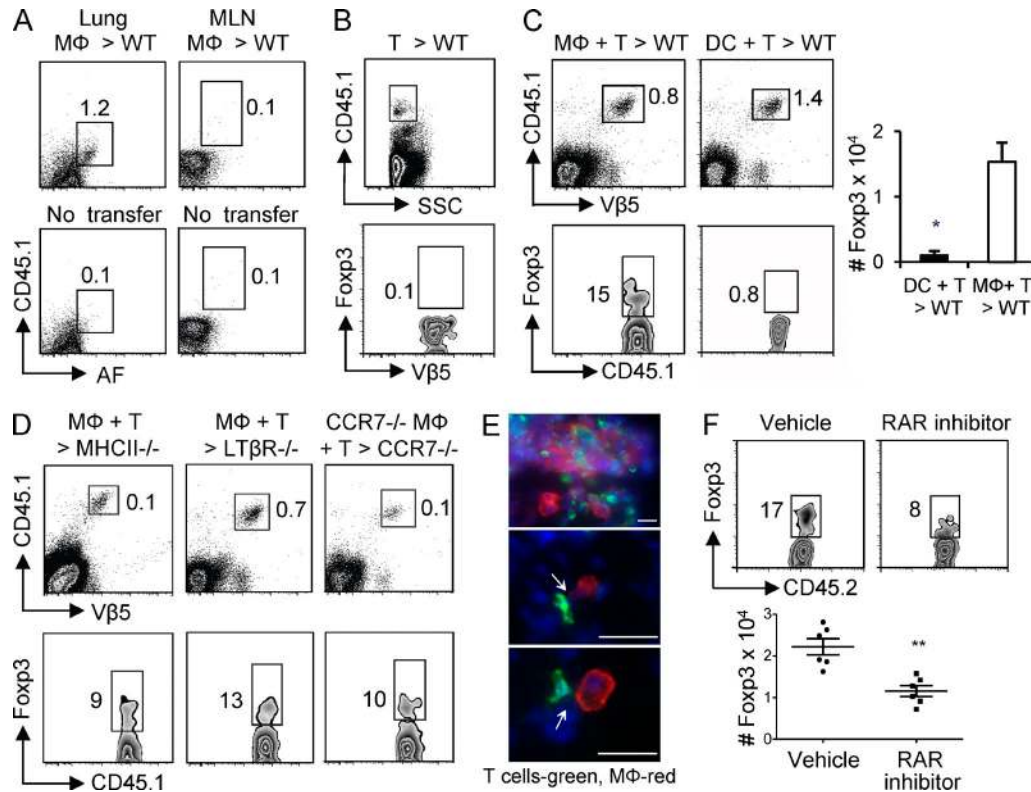 A
Lung
MΦ > WT
MLN
MΦ > WT
1.2
0.1
No transfer
No transfer
0.1
0.1
CD45.1
AF
B
T > WT
CD45.1
SSC
Foxp3
0.1
Vβ5
C
MΦ + T > WT
DC + T > WT
CD45.1
0.8
1.4
Vβ5
Foxp3
15
0.8
CD45.1
# Foxp3 x 10⁴
2
1
0
*
DC + T
> WT
MΦ+ T
> WT
D
MΦ + T
> MHCII-/-
MΦ + T
> LTβR-/-
CCR7-/- MΦ
+ T > CCR7-/-
CD45.1
0.1
0.7
0.1
Vβ5
Foxp3
9
13
10
CD45.1
E
T cells-green, MΦ-red
F
Vehicle
RAR inhibitor
Foxp3
17
8
CD45.2
# Foxp3 x 10⁴
3
2
1
0
**
Vehicle
RAR
inhibitor